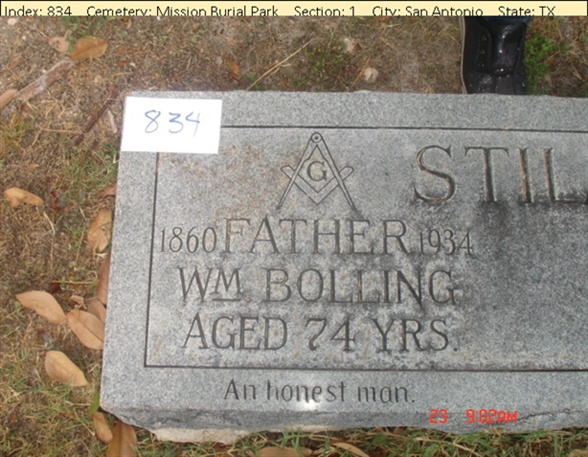 Index: 834 Cemetery: Mission Burial Park Section: 1 City: San Antonio State: TX
834
G
STIL
1860 FATHER 1934
WM BOLLING
AGED 74 YRS.
An honest man.
23 9:02AM